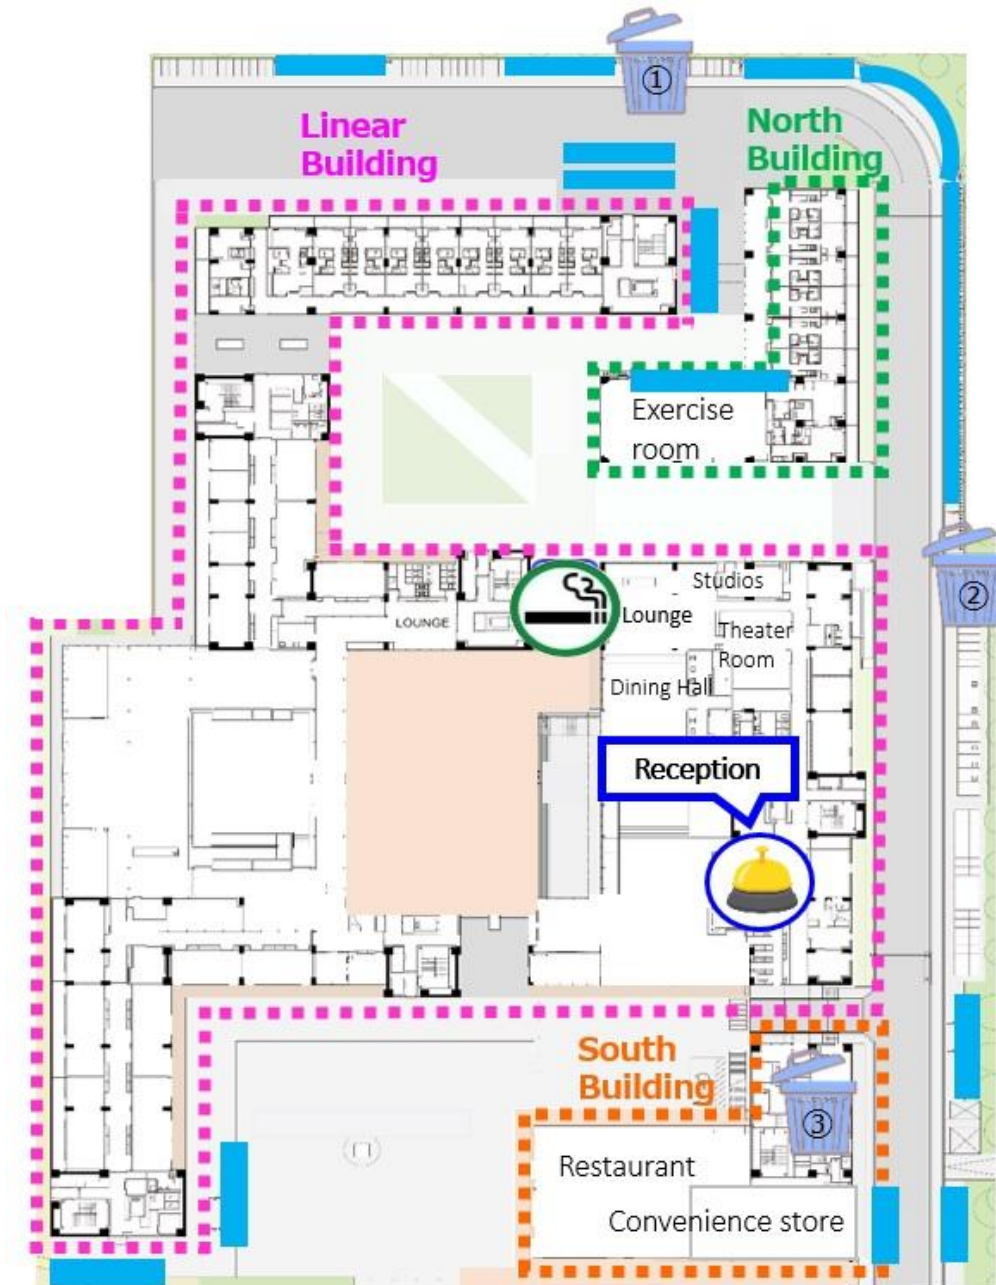 ①
Linear
Building
North
Building
Exercise
room
②
Studios
LOUNGE
Lounge
Theater
Room
Dining Hall
Reception
South
Building
③
Restaurant
Convenience store